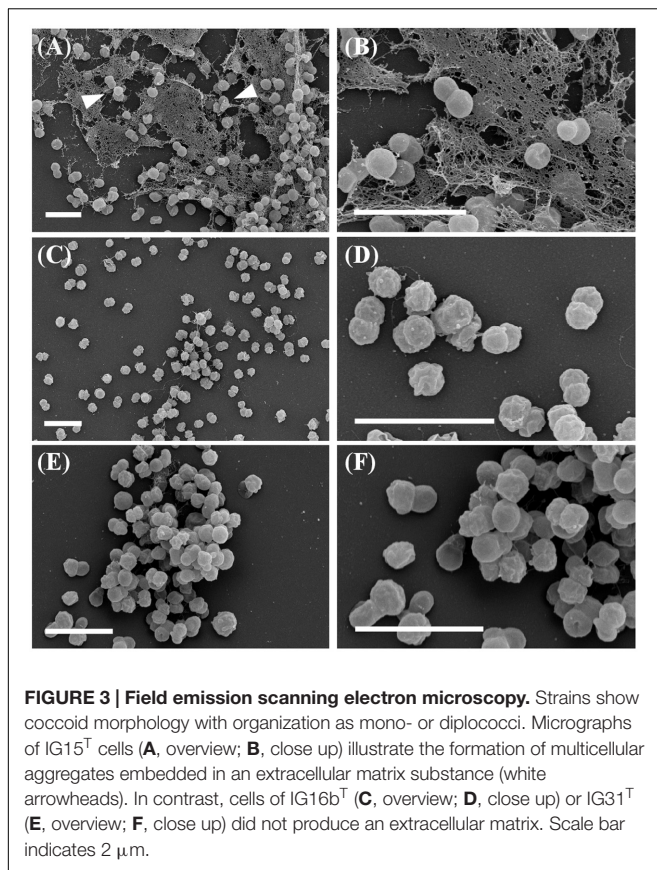 (A)
(B)
(C)
(D)
(E)
(F)
FIGURE 3 | Field emission scanning electron microscopy. Strains show
coccoid morphology with organization as mono- or diplococci. Micrographs
of IG15ᵀ cells (A, overview; B, close up) illustrate the formation of multicellular
aggregates embedded in an extracellular matrix substance (white
arrowheads). In contrast, cells of IG16bᵀ (C, overview; D, close up) or IG31ᵀ
(E, overview; F, close up) did not produce an extracellular matrix. Scale bar
indicates 2 μm.